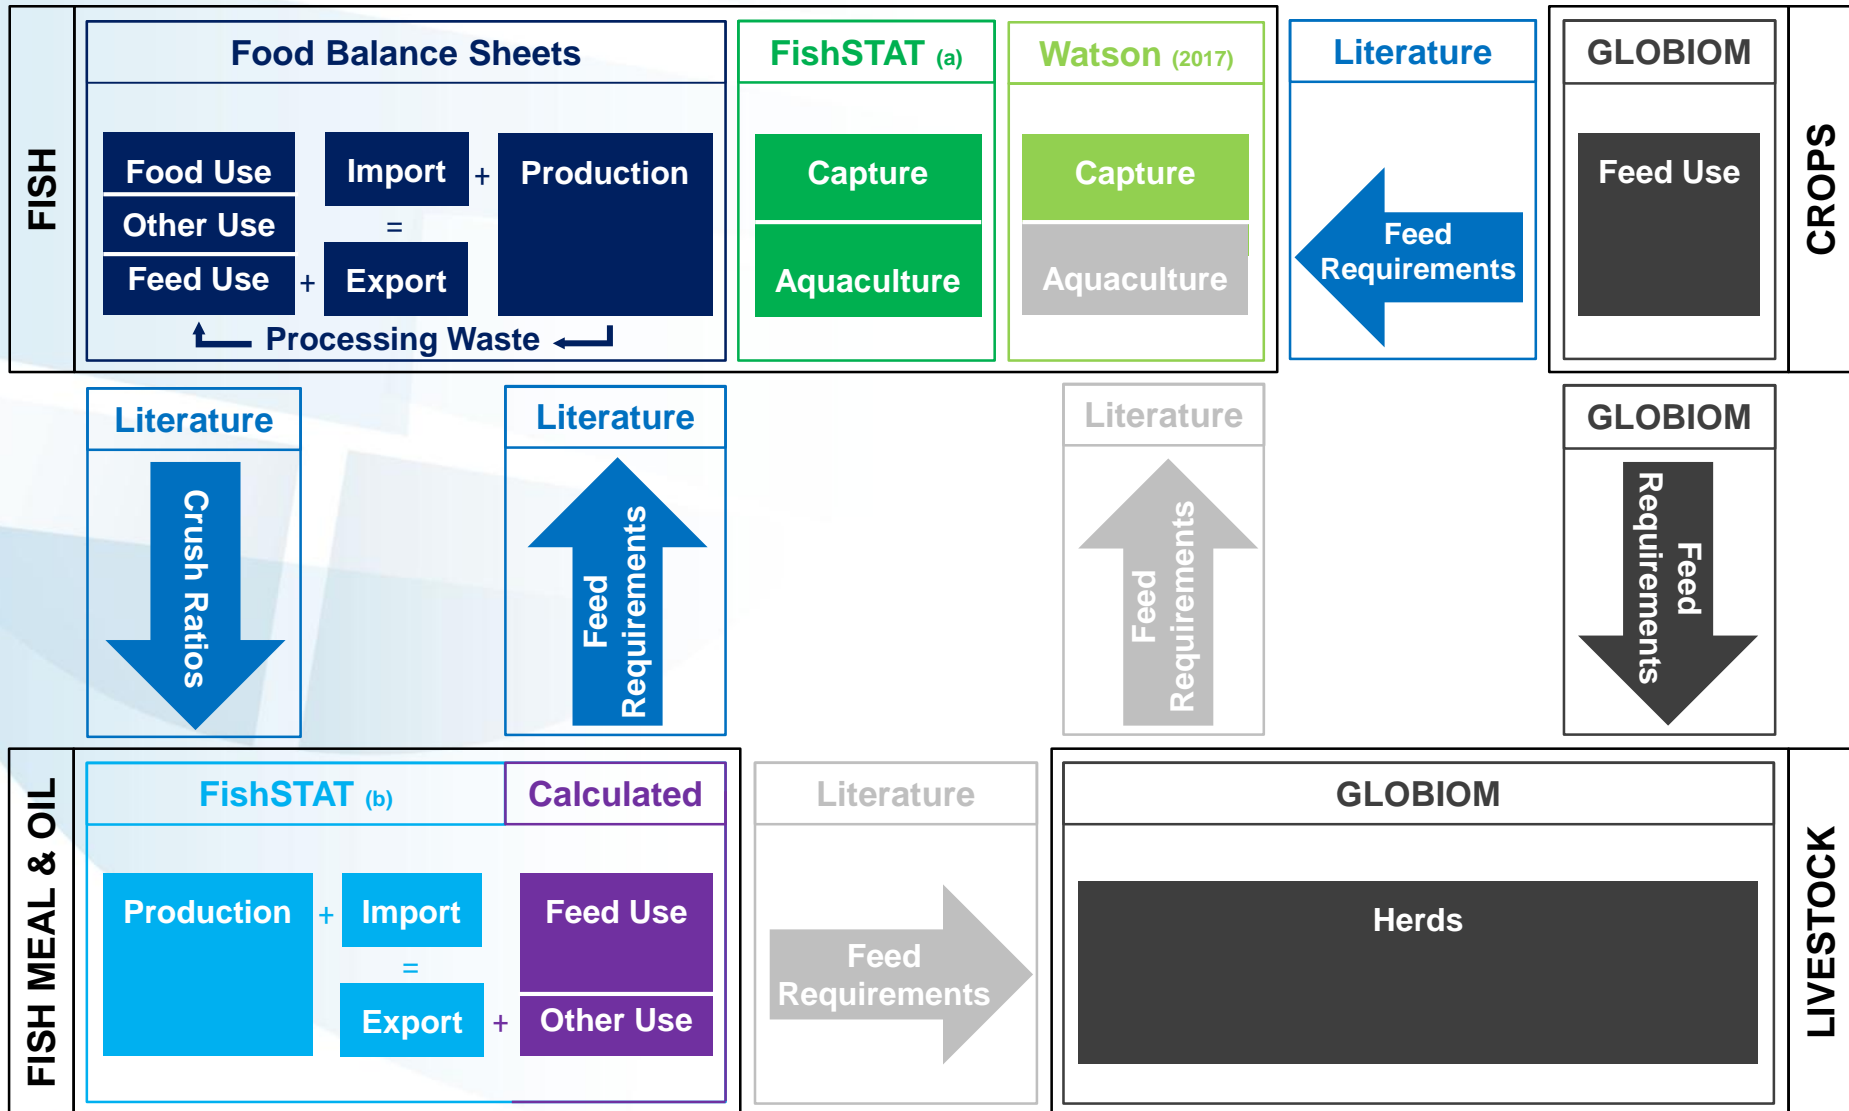 FISH
Food Balance Sheets
Food Use
Other Use
Feed Use
+
Import
=
Export
+
Production
Processing Waste
FishSTAT (a)
Capture
Aquaculture
Watson (2017)
Capture
Aquaculture
Literature
Feed
Requirements
GLOBIOM
Feed Use
CROPS
Literature
Crush Ratios
Literature
Feed
Requirements
Literature
Feed
Requirements
GLOBIOM
Feed
Requirements
FISH MEAL & OIL
FishSTAT (b)
Production
+
Import
=
Export
+
Calculated
Feed Use
Other Use
Literature
Feed
Requirements
GLOBIOM
Herds
LIVESTOCK